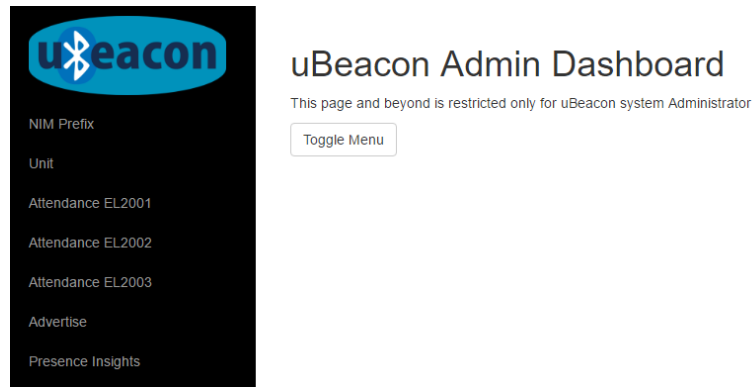 uBeacon
NIM Prefix
Unit
Attendance EL2001
Attendance EL2002
Attendance EL2003
Advertise
Presence Insights
uBeacon Admin Dashboard
This page and beyond is restricted only for uBeacon system Administrator
Toggle Menu